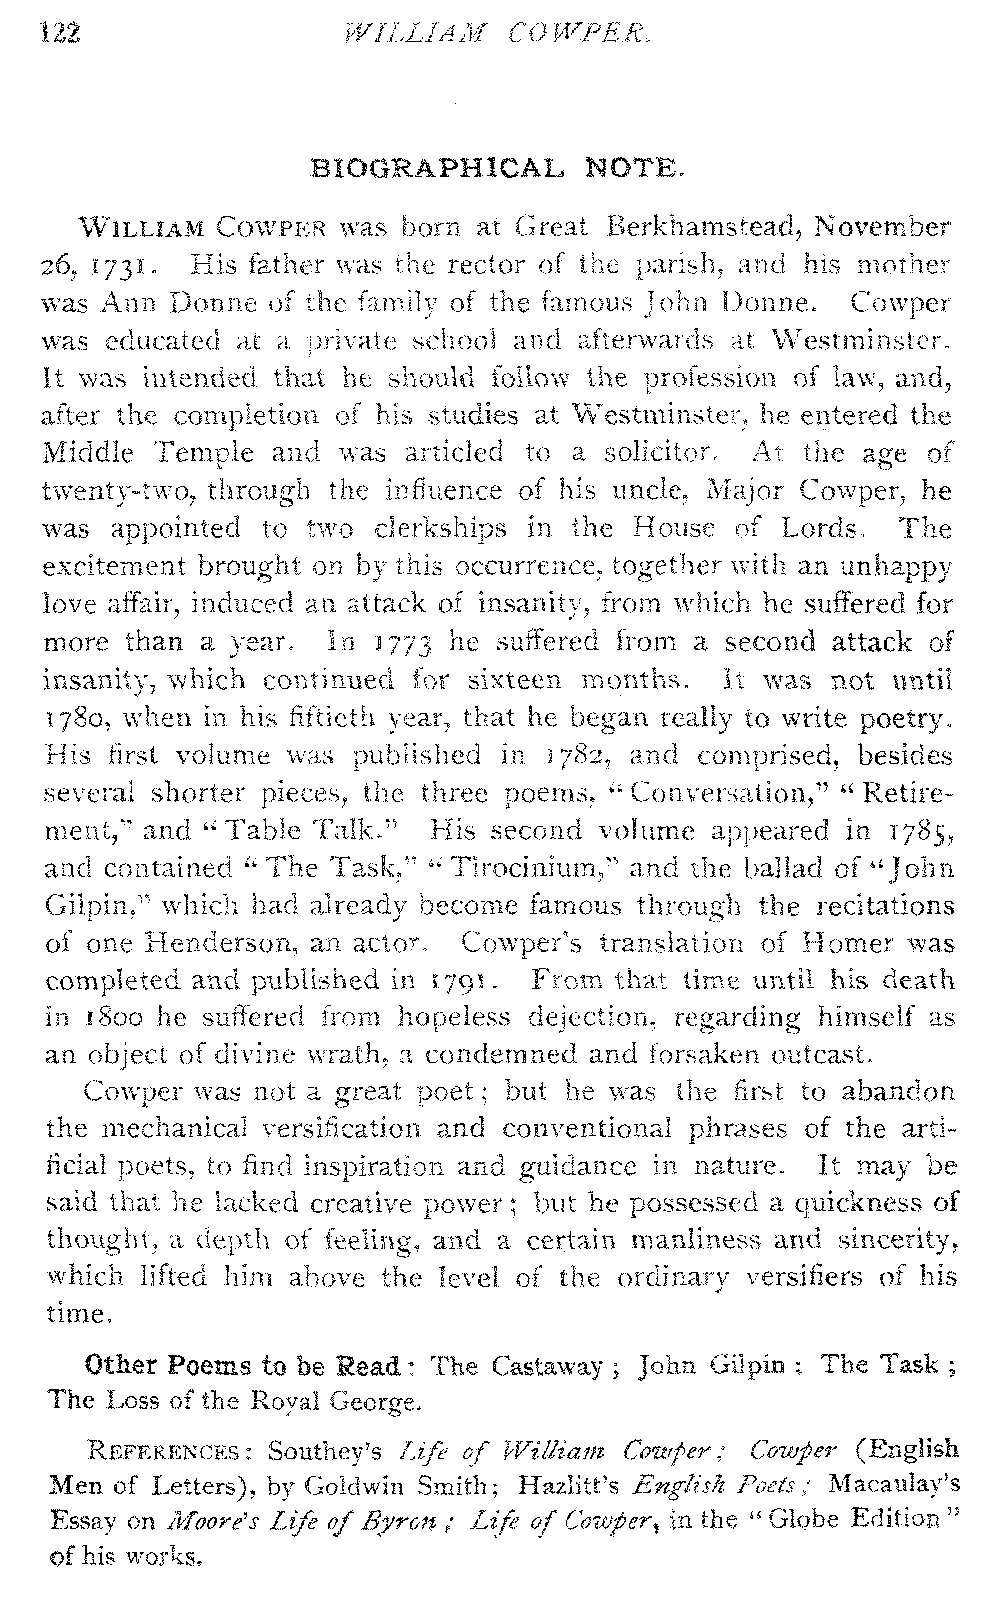 122 WILLIAM COWPER.
BIOGRAPHICAL NOTE.
WILLIAM COWPER was born at Great Berkhamstead, November
26, 1731. His father was the rector of the parish, and his mother
was Ann Donne of the family of the famous John Donne. Cowper
was educated at a private school and afterwards at Westminster.
It was intended that he should follow the profession of law, and,
after the completion of his studies at Westminster, he entered the
Middle Temple and was articled to a solicitor. At the age of
twenty-two, through the influence of his uncle, Major Cowper, he
was appointed to two clerkships in the House of Lords. The
excitement brought on by this occurrence, together with an unhappy
love affair, induced an attack of insanity, from which he suffered for
more than a year. In 1773 he suffered from a second attack of
insanity, which continued for sixteen months. It was not until
1780, when in his fiftieth year, that he began really to write poetry.
His first volume was published in 1782, and comprised, besides
several shorter pieces, the three poems, “Conversation,” “Retire-
ment,” and “Table Talk.” His second volume appeared in 1785,
and contained “The Task,” “Tirocinium,” and the ballad of “John
Gilpin,” which had already become famous through the recitations
of one Henderson, an actor. Cowper's translation of Homer was
completed and published in 1791. From that time until his death
in 1800 he suffered from hopeless dejection, regarding himself as
an object of divine wrath, a condemned and forsaken outcast.
Cowper was not a great poet; but he was the first to abandon
the mechanical versification and conventional phrases of the arti-
ficial poets, to find inspiration and guidance in nature. It may be
said that he lacked creative power; but he possessed a quickness of
thought, a depth of feeling, and a certain manliness and sincerity,
which lifted him above the level of the ordinary versifiers of his
time.
Other Poems to be Read: The Castaway; John Gilpin; The Task;
The Loss of the Royal George.
REFERENCES: Southey's Life of William Cowper; Cowper (English
Men of Letters), by Goldwin Smith; Hazlitt's English Poets; Macaulay's
Essay on Moore's Life of Byron; Life of Cowper, in the “Globe Edition”
of his works.